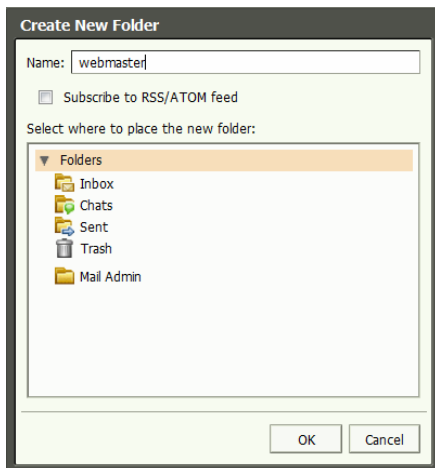 Create New Folder
Name: webmaster
Subscribe to RSS/ATOM feed
Select where to place the new folder:
Folders
Inbox
Chats
Sent
Trash
Mail Admin
OK Cancel